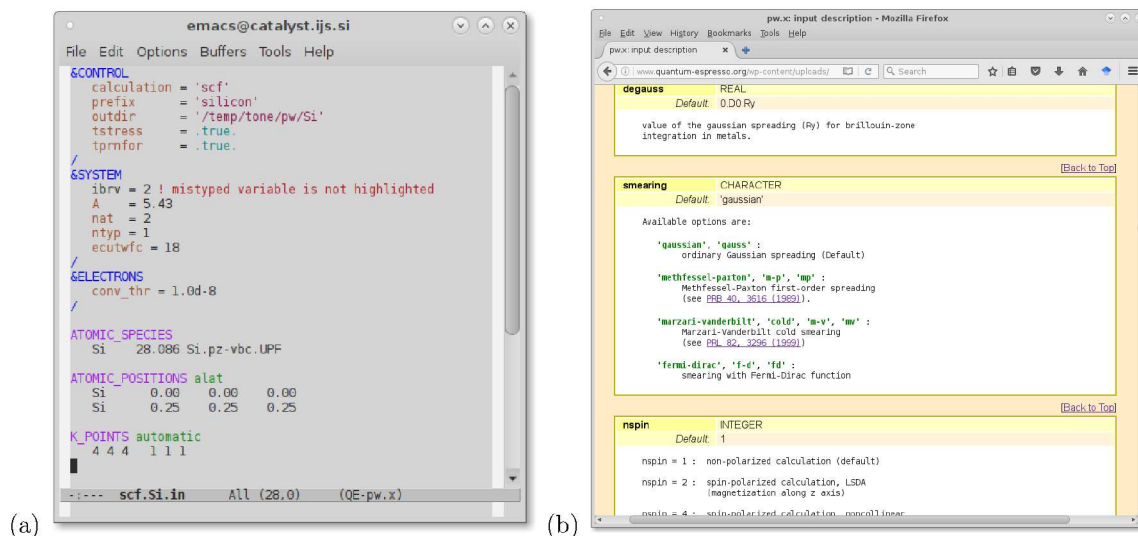 emacs@catalyst.ijs.si
File Edit Options Buffers Tools Help
&CONTROL
calculation = 'scf'
prefix = 'silicon'
outdir = '/temp/tone/pw/Si'
tstress = .true.
tprnfor = .true.
/
&SYSTEM
ibrv = 2 ! mistyped variable is not highlighted
A = 5.43
nat = 2
ntyp = 1
ecutwfc = 18
/
&ELECTRONS
conv_thr = 1.0d-8
/
ATOMIC_SPECIES
Si 28.086 Si.pz-vbc.UPF
ATOMIC_POSITIONS alat
Si 0.00 0.00 0.00
Si 0.25 0.25 0.25
K_POINTS automatic
4 4 4 1 1 1
-:--- scf.Si.in All (28,0) (QE-pw.x)
(a)
pw.x: input description - Mozilla Firefox
File Edit View History Bookmarks Tools Help
pw.x: input description
www.quantum-espresso.org/wp-content/uploads/ Search
degauss REAL
Default: 0.D0 Ry
value of the gaussian spreading (Ry) for brillouin-zone
integration in metals.
[Back to Top]
smearing CHARACTER
Default: 'gaussian'
Available options are:
'gaussian', 'gauss' :
ordinary Gaussian spreading (Default)
'methfessel-paxton', 'm-p', 'mp' :
Methfessel-Paxton first-order spreading
(see PRB 40, 3616 (1989)).
'marzari-vanderbilt', 'cold', 'm-v', 'mv' :
Marzari-Vanderbilt cold smearing
(see PRL 82, 3296 (1999))
'fermi-dirac', 'f-d', 'fd' :
smearing with Fermi-Dirac function
[Back to Top]
nspin INTEGER
Default: 1
nspin = 1 : non-polarized calculation (default)
nspin = 2 : spin-polarized calculation, LSDA
(magnetization along z axis)
nspin = 4 : spin-polarized calculation, noncollinear
(b)